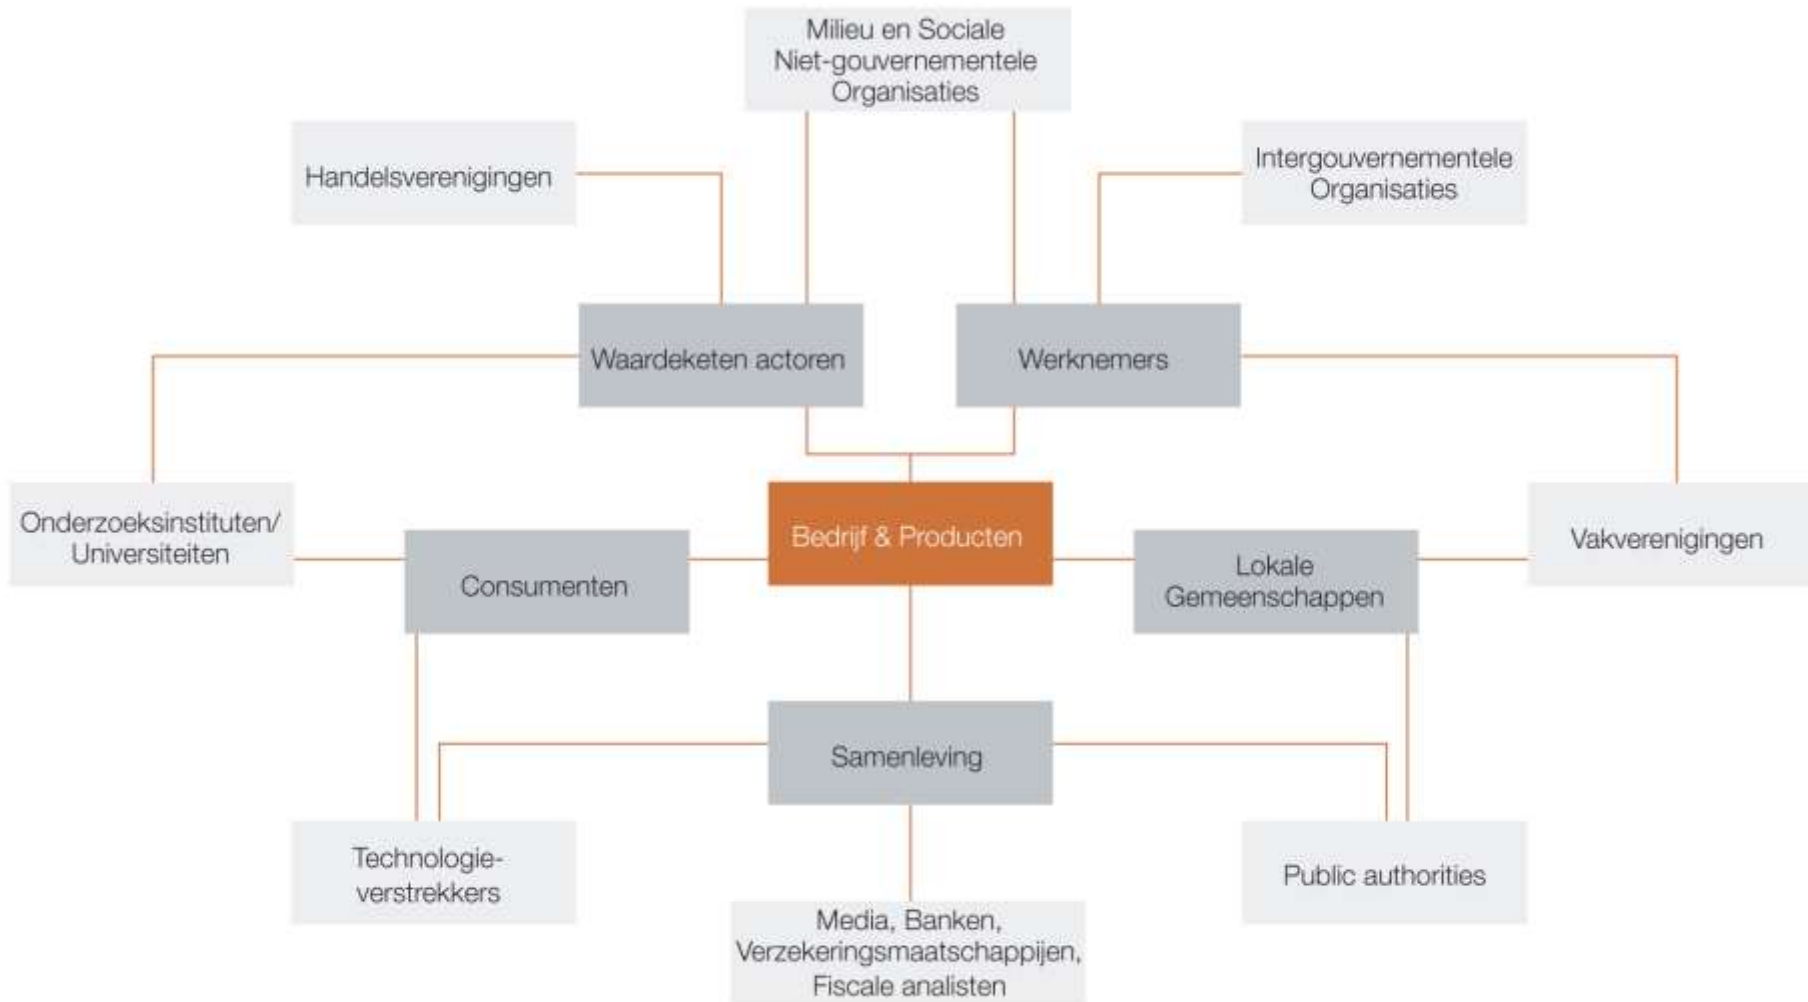 Milieu en Sociale
Niet-gouvernementele
Organisaties
Handelsverenigingen
Intergouvernementele
Organisaties
Waardeketen actoren
Werknemers
Onderzoeksinstituten/
Universiteiten
Consumenten
Bedrijf & Producten
Lokale
Gemeenschappen
Vakverenigingen
Samenleving
Technologie-
verstrekkers
Media, Banken,
Verzekeringsmaatschappijen,
Fiscale analisten
Public authorities